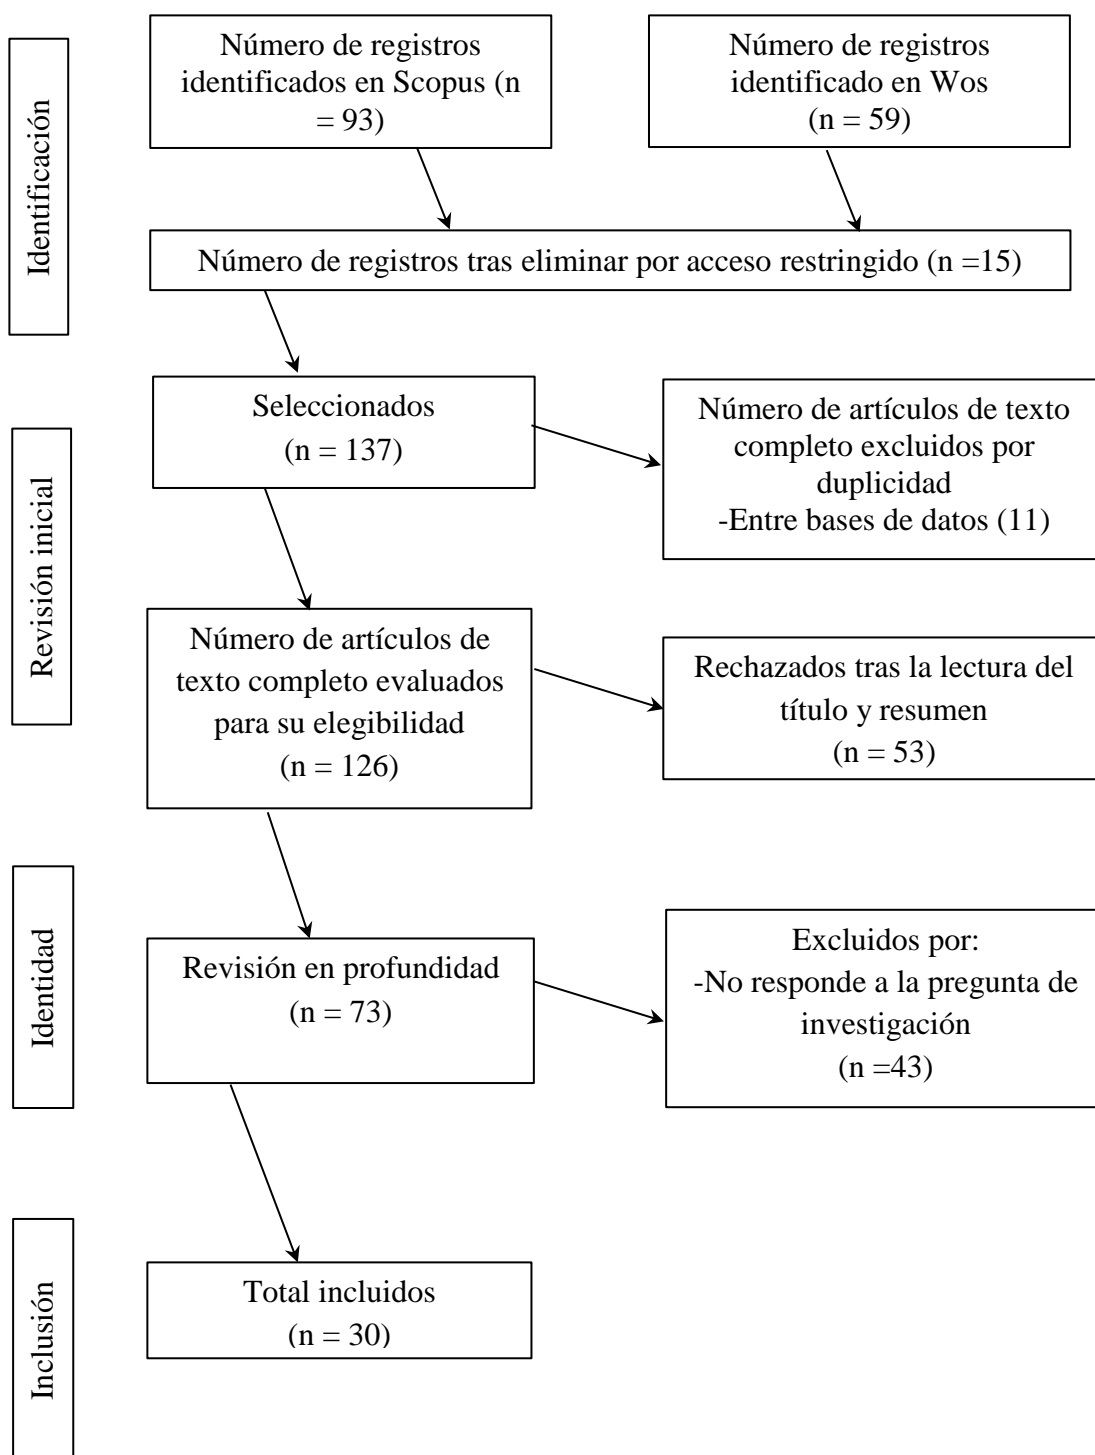 Identificación
Número de registros
identificados en Scopus (n
= 93)
Número de registros
identificado en Wos
(n = 59)
Número de registros tras eliminar por acceso restringido (n =15)
Revisión inicial
Seleccionados
(n = 137)
Número de artículos de texto
completo excluidos por
duplicidad
-Entre bases de datos (11)
Número de artículos de
texto completo evaluados
para su elegibilidad
(n = 126)
Rechazados tras la lectura del
título y resumen
(n = 53)
Identidad
Revisión en profundidad
(n = 73)
Excluidos por:
-No responde a la pregunta de
investigación
(n =43)
Inclusión
Total incluidos
(n = 30)